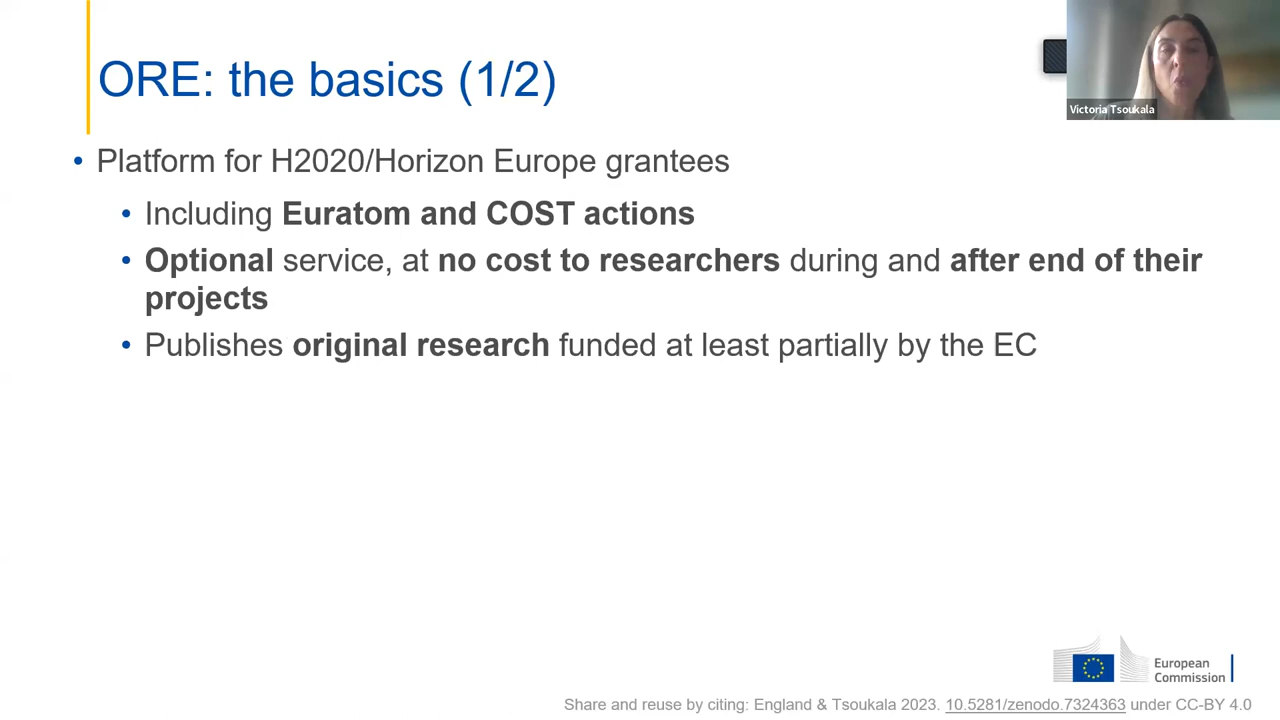 ORE: the basics (1/2)
Victoria Tsoukala
• Platform for H2020/Horizon Europe grantees
• Including Euratom and COST actions
• Optional service, at no cost to researchers during and after end of their
projects
• Publishes original research funded at least partially by the EC
European
Commission
Share and reuse by citing: England & Tsoukala 2023. 10.5281/zenodo.7324363 under CC-BY 4.0